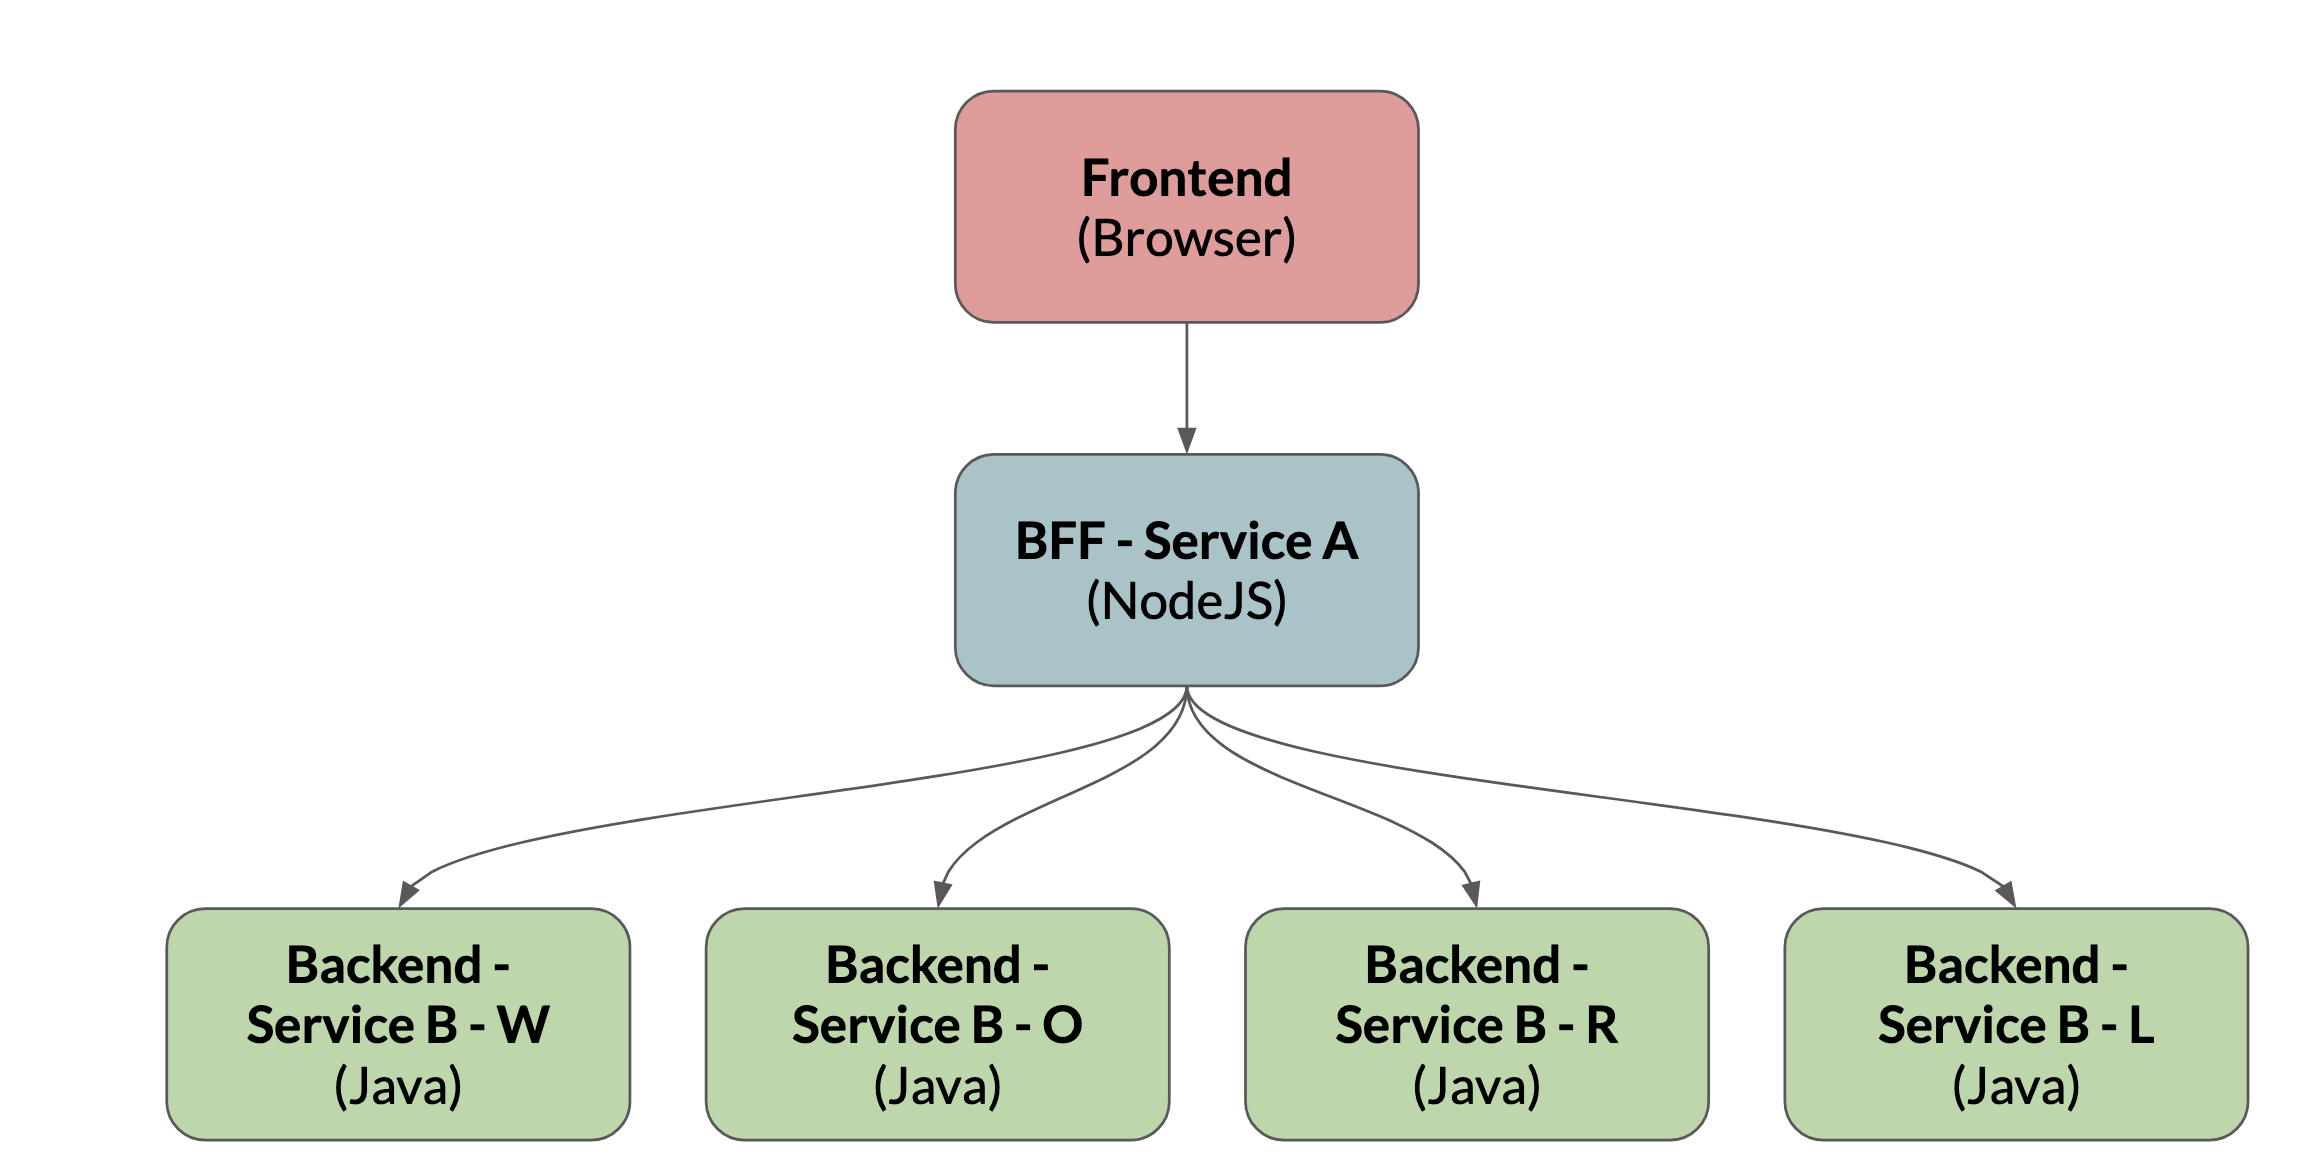 Frontend
(Browser)
BFF - Service A
(NodeJS)
Backend -
Service B - W
(Java)
Backend -
Service B - O
(Java)
Backend -
Service B - R
(Java)
Backend -
Service B - L
(Java)